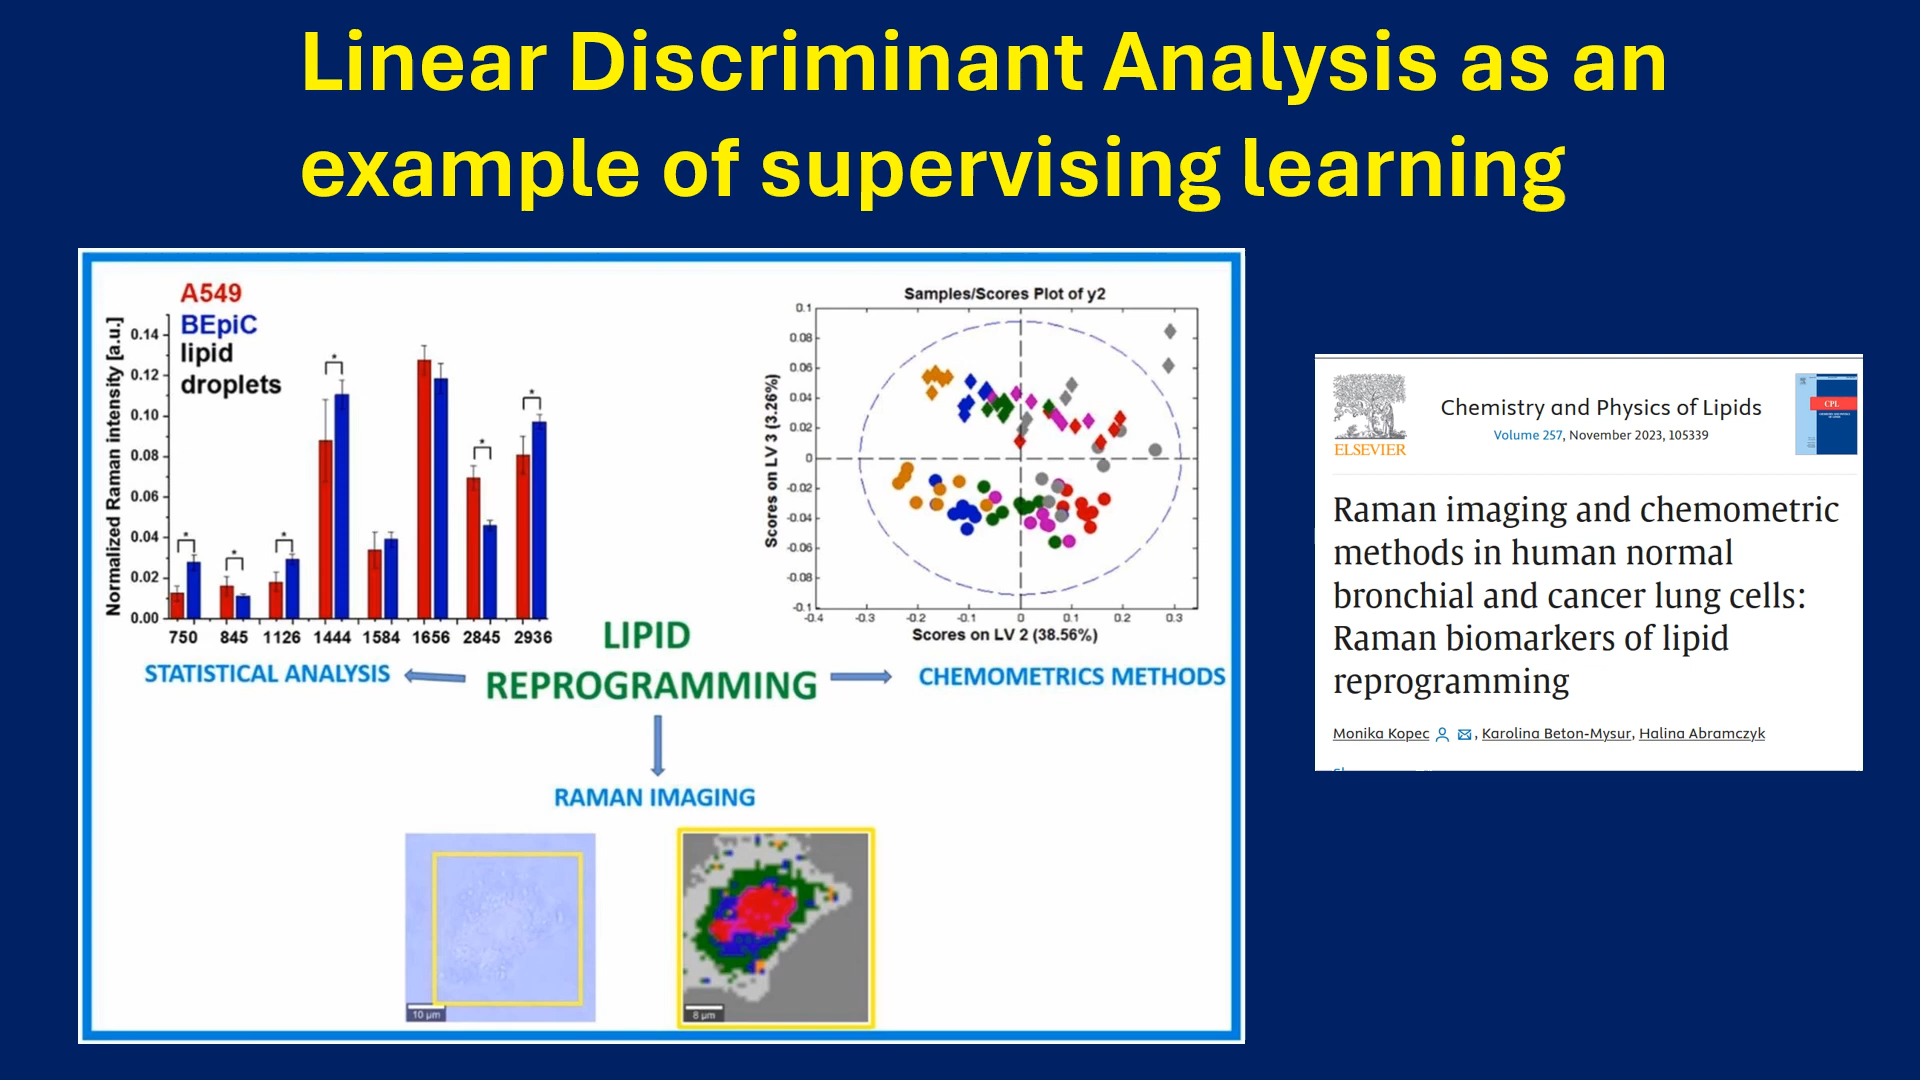 Linear Discriminant Analysis as an
example of supervising learning
A549
BEpiC
lipid
droplets
Normalized Raman intensity [a.u.]
0.14
0.12
0.10
0.08
0.06
0.04
0.02
0.00
* * * * * *
750 845 1126 1444 1584 1656 2845 2936
Samples/Scores Plot of y2
Scores on LV 3 (3.26%)
0.1
0.08
0.06
0.04
0.02
0
-0.02
-0.04
-0.06
-0.08
-0.1
-0.4 -0.3 -0.2 -0.1 0 0.1 0.2 0.3
Scores on LV 2 (38.56%)
LIPID
REPROGRAMMING
STATISTICAL ANALYSIS
CHEMOMETRICS METHODS
RAMAN IMAGING
10 µm
8 µm
ELSEVIER
Chemistry and Physics of Lipids
Volume 257, November 2023, 105339
CPL
Raman imaging and chemometric
methods in human normal
bronchial and cancer lung cells:
Raman biomarkers of lipid
reprogramming
Monika Kopec , Karolina Beton-Mysur, Halina Abramczyk